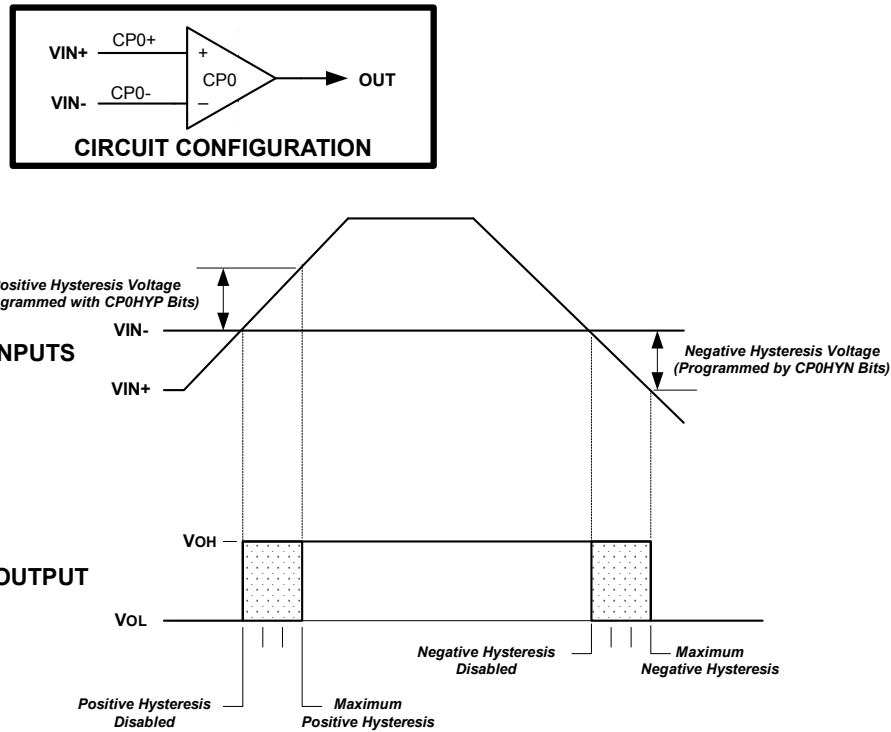 VIN+
CP0+
+
CP0
OUT
VIN-
CP0-
–
CIRCUIT CONFIGURATION
ositive Hysteresis Voltage
grammed with CP0HYP Bits)
VIN-
NPUTS
VIN+
Negative Hysteresis Voltage
(Programmed by CP0HYN Bits)
VOH
OUTPUT
VOL
Negative Hysteresis
Disabled
Maximum
Negative Hysteresis
Positive Hysteresis
Disabled
Maximum
Positive Hysteresis